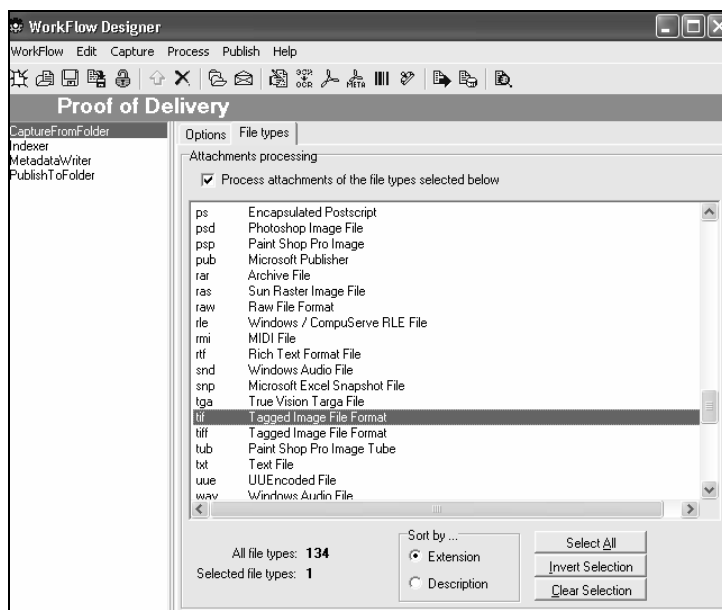 WorkFlow Designer
WorkFlow Edit Capture Process Publish Help
OCR OCR META
Proof of Delivery
CaptureFromFolder
Indexer
MetadataWriter
PublishToFolder
Options File types
Attachments processing
Process attachments of the file types selected below
ps Encapsulated Postscript
psd Photoshop Image File
psp Paint Shop Pro Image
pub Microsoft Publisher
rar Archive File
ras Sun Raster Image File
raw Raw File Format
rle Windows / CompuServe RLE File
rmi MIDI File
rtf Rich Text Format File
snd Windows Audio File
snp Microsoft Excel Snapshot File
tga True Vision Targa File
tif Tagged Image File Format
tiff Tagged Image File Format
tub Paint Shop Pro Image Tube
txt Text File
uue UUEncoded File
wav Windows Audio File
All file types: 134
Selected file types: 1
Sort by ...
Extension
Description
Select All
Invert Selection
Clear Selection